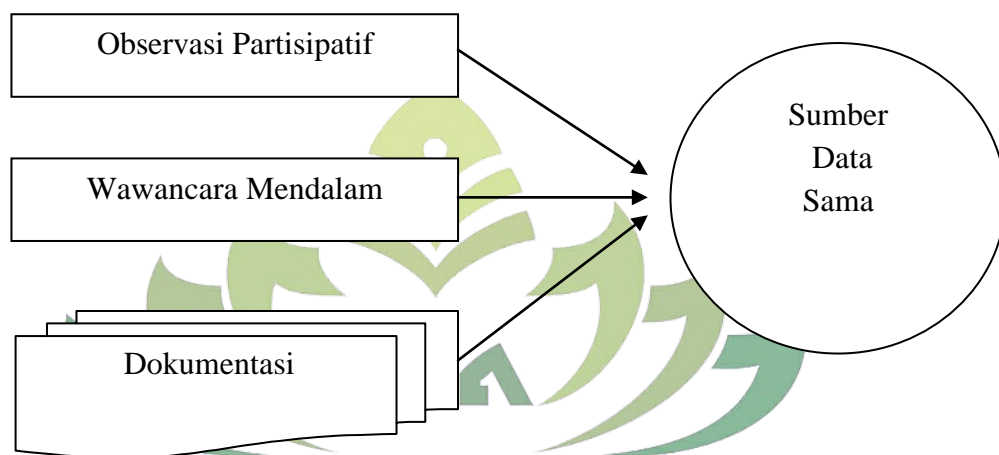 Observasi Partisipatif
Wawancara Mendalam
Dokumentasi
Sumber
Data
Sama